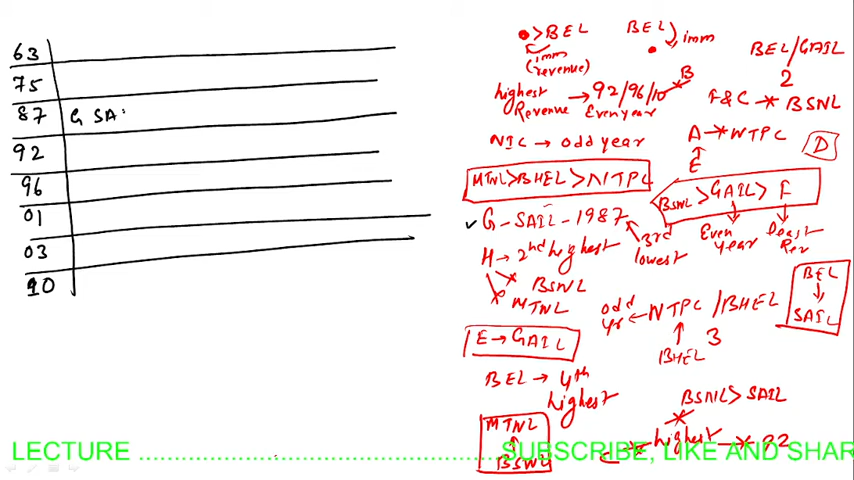 63
75
87 G SA
92
96
01
03
10
> BEL
imm
(revenue)
BEL
imm
BEL/GAIL
2
highest
Revenue → 92/96/10 B
Even year
F&C → BSNL
NIC → odd year
A → NTPC
E
D
MTNL>BHEL>NTPC
BSNL > GAIL > F
Even
year
least
Rev
G - SAIL - 1987
3rd
lowest
H → 2nd highest
BSNL
MTNL
odd
yr ← NTPC / BHEL
BHEL 3
BEL
↓
SAIL
E → GAIL
BEL → 4th
highest
BSNL > SAIL
MTNL
↑
BSNL
C highest 92
LECTURE SUBSCRIBE, LIKE AND SHAR